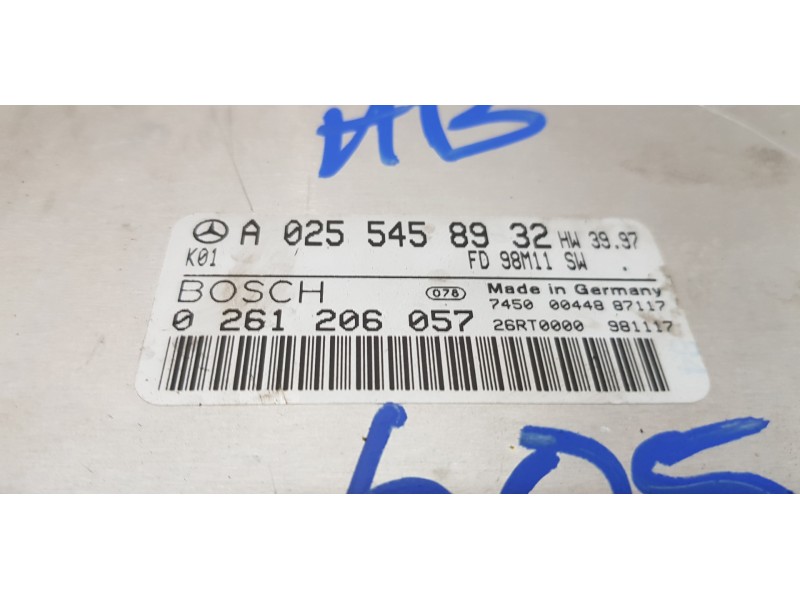 AB
A 025 545 89 32 HW 39.97
K01 FD 98M11 SW .
BOSCH 078 Made in Germany
7450 00448 87117
0 261 206 057 26RT0000 981117